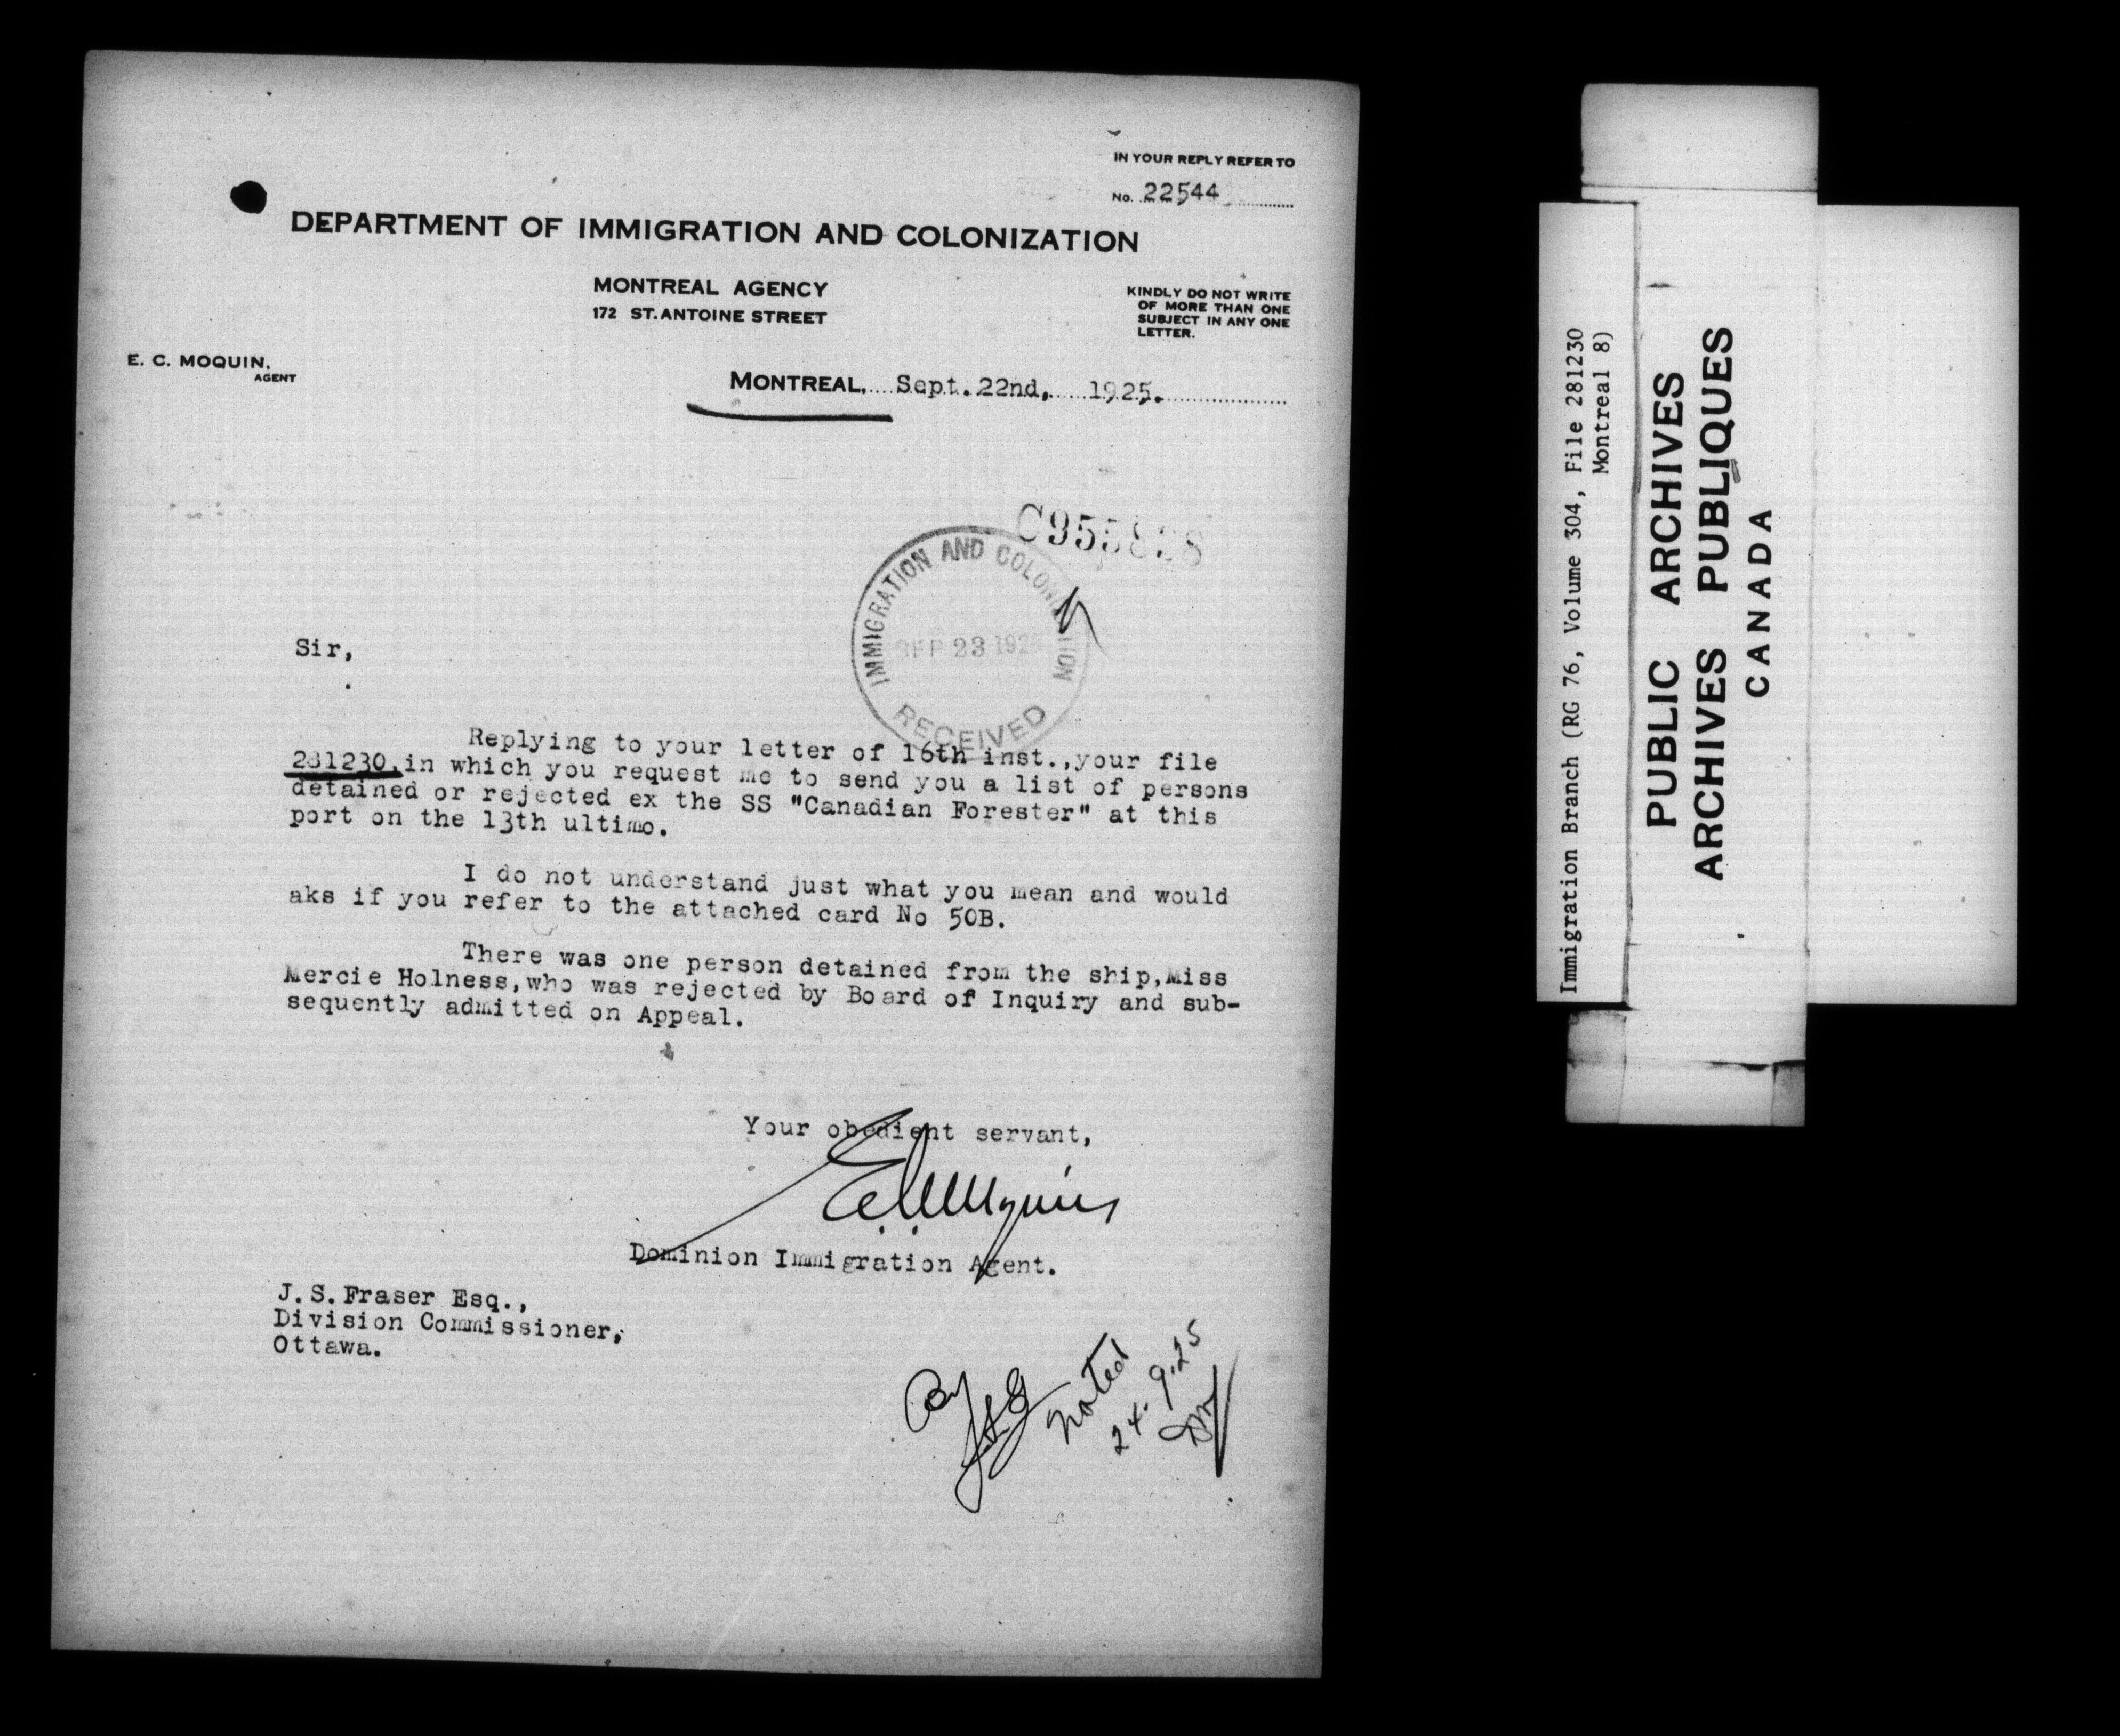 IN YOUR REPLY REFER TO
No. 22544
DEPARTMENT OF IMMIGRATION AND COLONIZATION
MONTREAL AGENCY
172 ST. ANTOINE STREET
KINDLY DO NOT WRITE
OF MORE THAN ONE
SUBJECT IN ANY ONE
LETTER.
E. C. MOQUIN,
AGENT
MONTREAL, Sept. 22nd, 1925.
IMMIGRATION AND COLONIZATION
SEP 23 1925
RECEIVED
Sir,
Replying to your letter of 16th inst.,your file
281230,in which you request me to send you a list of persons
detained or rejected ex the SS "Canadian Forester" at this
port on the 13th ultimo.
I do not understand just what you mean and would
aks if you refer to the attached card No 50B.
There was one person detained from the ship,Miss
Mercie Holness,who was rejected by Board of Inquiry and sub-
sequently admitted on Appeal.
Your obedient servant,
E.C. Moquin
Dominion Immigration Agent.
J.S.Fraser Esq.,
Division Commissioner,
Ottawa.
Noted
24.9.25
Immigration Branch (RG 76, Volume 304, File 281230
Montreal 8)
PUBLIC ARCHIVES
ARCHIVES PUBLIQUES
CANADA